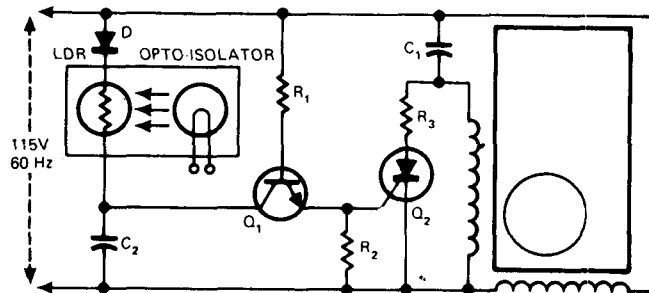 D
LDR OPTO-ISOLATOR
C1
R1
R3
115V
60 Hz
Q1
Q2
C2
R2